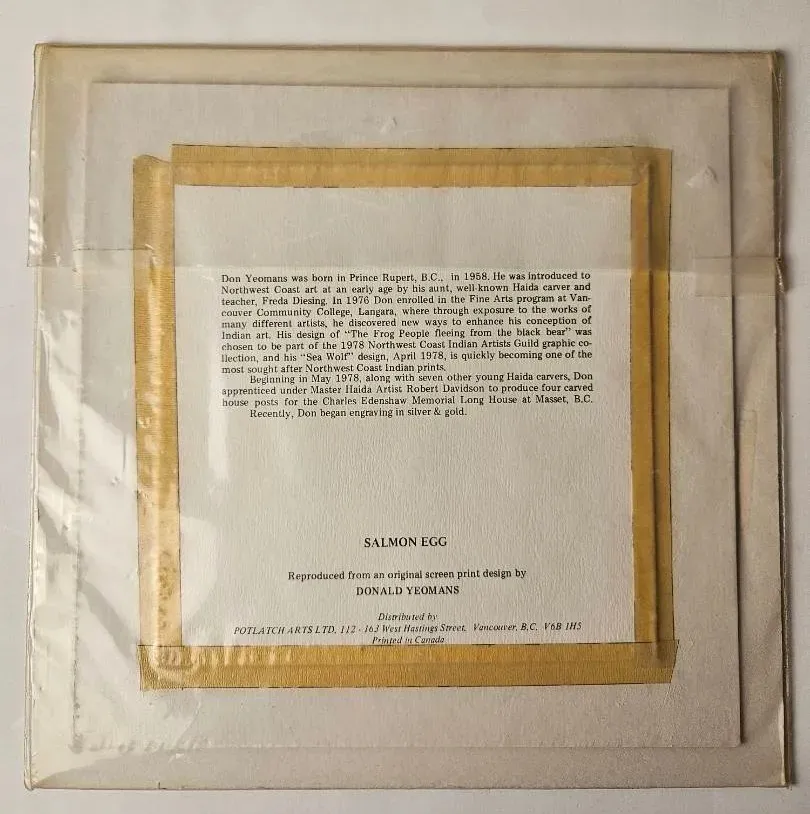 Don Yeomans was born in Prince Rupert, B.C., in 1958. He was introduced to
Northwest Coast art at an early age by his aunt, well-known Haida carver and
teacher, Freda Diesing. In 1976 Don enrolled in the Fine Arts program at Van-
couver Community College, Langara, where through exposure to the works of
many different artists, he discovered new ways to enhance his conception of
Indian art. His design of "The Frog People fleeing from the black bear" was
chosen to be part of the 1978 Northwest Coast Indian Artists Guild graphic co-
llection, and his "Sea Wolf" design, April 1978, is quickly becoming one of the
most sought after Northwest Coast Indian prints.
Beginning in May 1978, along with seven other young Haida carvers, Don
apprenticed under Master Haida Artist Robert Davidson to produce four carved
house posts for the Charles Edenshaw Memorial Long House at Masset, B.C.
Recently, Don began engraving in silver & gold.
SALMON EGG
Reproduced from an original screen print design by
DONALD YEOMANS
Distributed by
POTLATCH ARTS LTD, 112 - 163 West Hastings Street, Vancouver, B.C. V6B 1H5
Printed in Canada